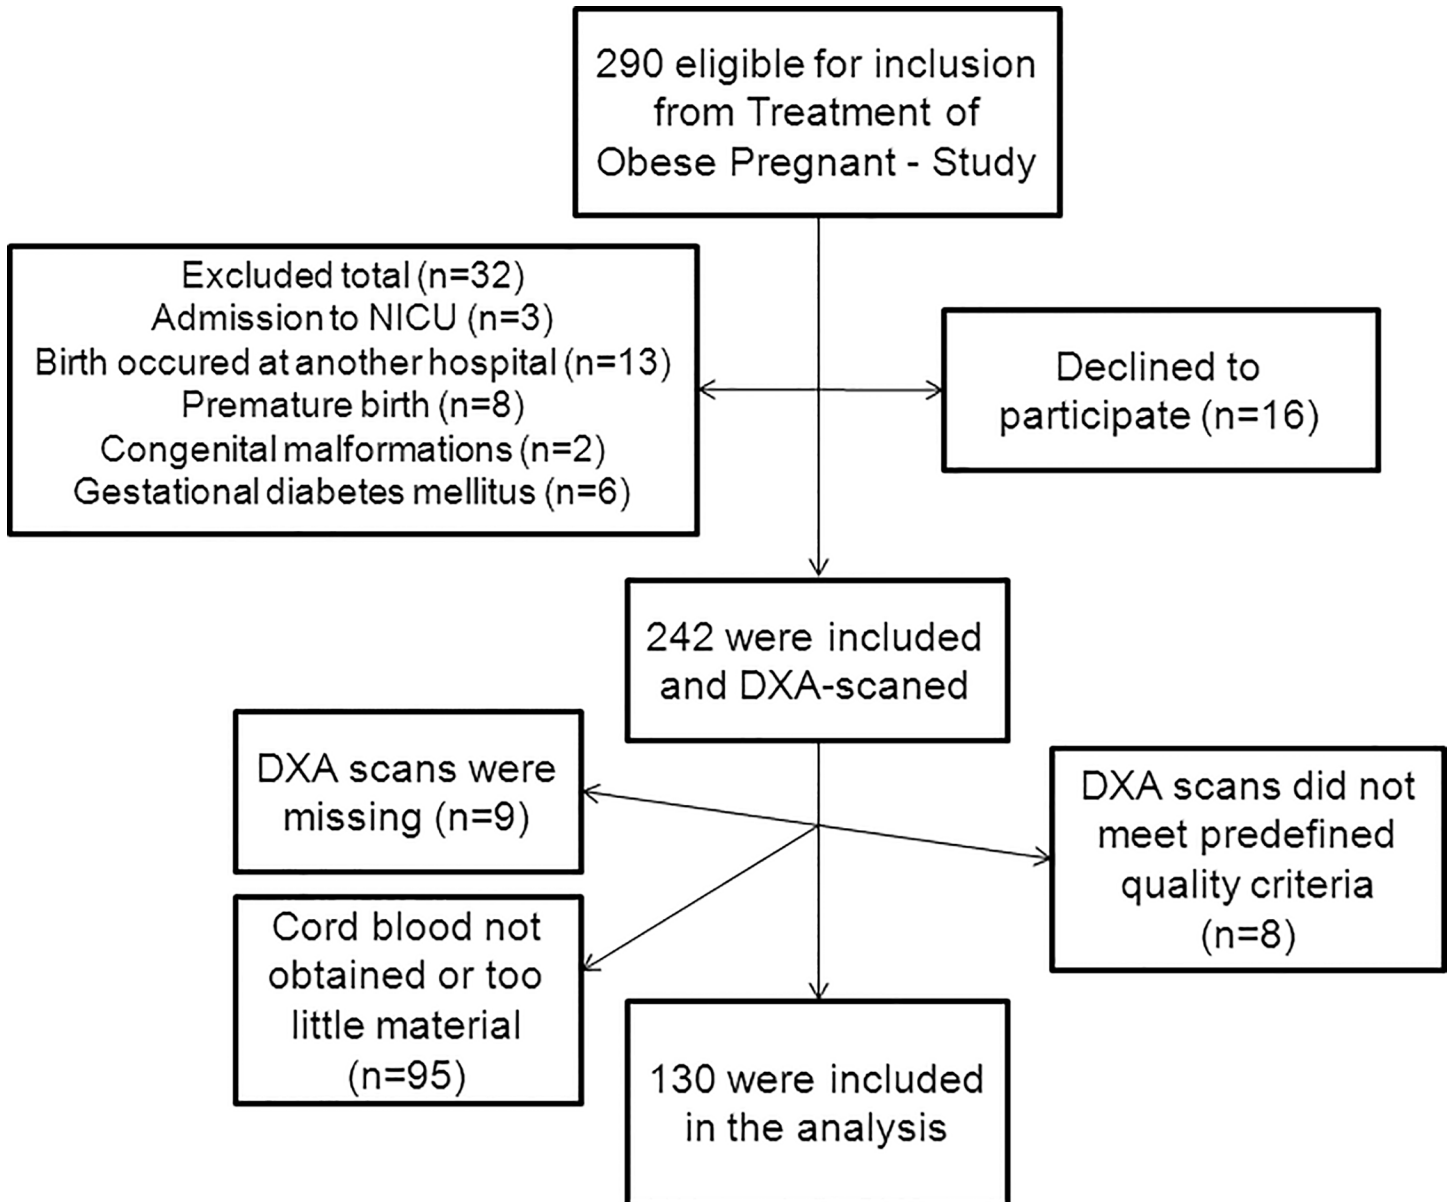 290 eligible for inclusion
from Treatment of
Obese Pregnant - Study
Excluded total (n=32)
Admission to NICU (n=3)
Birth occured at another hospital (n=13)
Premature birth (n=8)
Congenital malformations (n=2)
Gestational diabetes mellitus (n=6)
Declined to
participate (n=16)
242 were included
and DXA-scaned
DXA scans were
missing (n=9)
DXA scans did not
meet predefined
quality criteria
(n=8)
Cord blood not
obtained or too
little material
(n=95)
130 were included
in the analysis